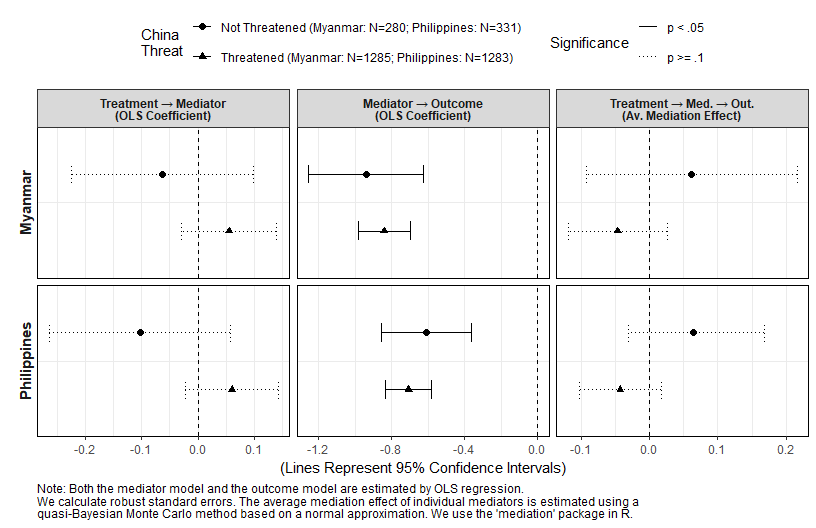 China
Threat
Not Threatened (Myanmar: N=280; Philippines: N=331)
Threatened (Myanmar: N=1285; Philippines: N=1283)
Significance
p < .05
p >= .1
Treatment → Mediator
(OLS Coefficient)
Mediator → Outcome
(OLS Coefficient)
Treatment → Med. → Out.
(Av. Mediation Effect)
Myanmar
Philippines
-0.2 -0.1 0.0 0.1
-1.2 -0.8 -0.4 0.0
-0.1 0.0 0.1 0.2
(Lines Represent 95% Confidence Intervals)
Note: Both the mediator model and the outcome model are estimated by OLS regression.
We calculate robust standard errors. The average mediation effect of individual mediators is estimated using a
quasi-Bayesian Monte Carlo method based on a normal approximation. We use the 'mediation' package in R.